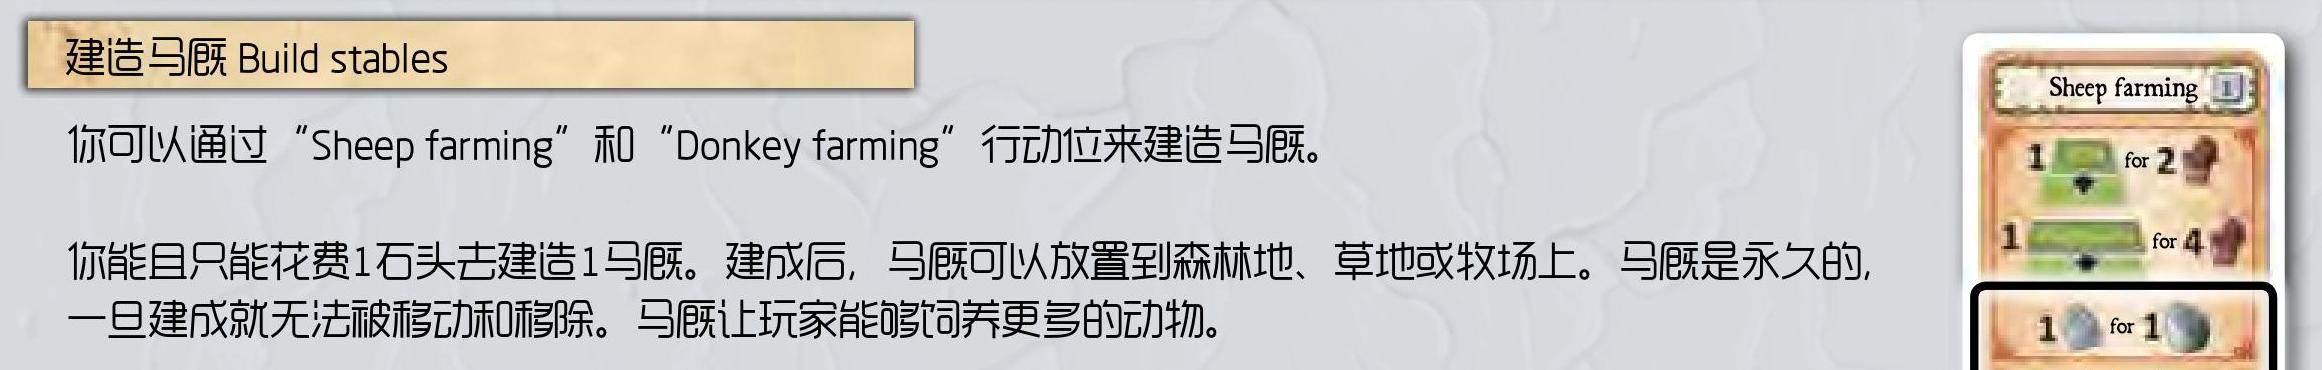 建造马厩 Build stables
你可以通过“Sheep farming”和“Donkey farming”行动位来建造马厩。
你能且只能花费1石头去建造1马厩。建成后，马厩可以放置到森林地、草地或牧场上。马厩是永久的,
一旦建成就无法被移动和移除。马厩让玩家能够饲养更多的动物。
Sheep farming 1
1 for 2
1 for 4
1 for 1